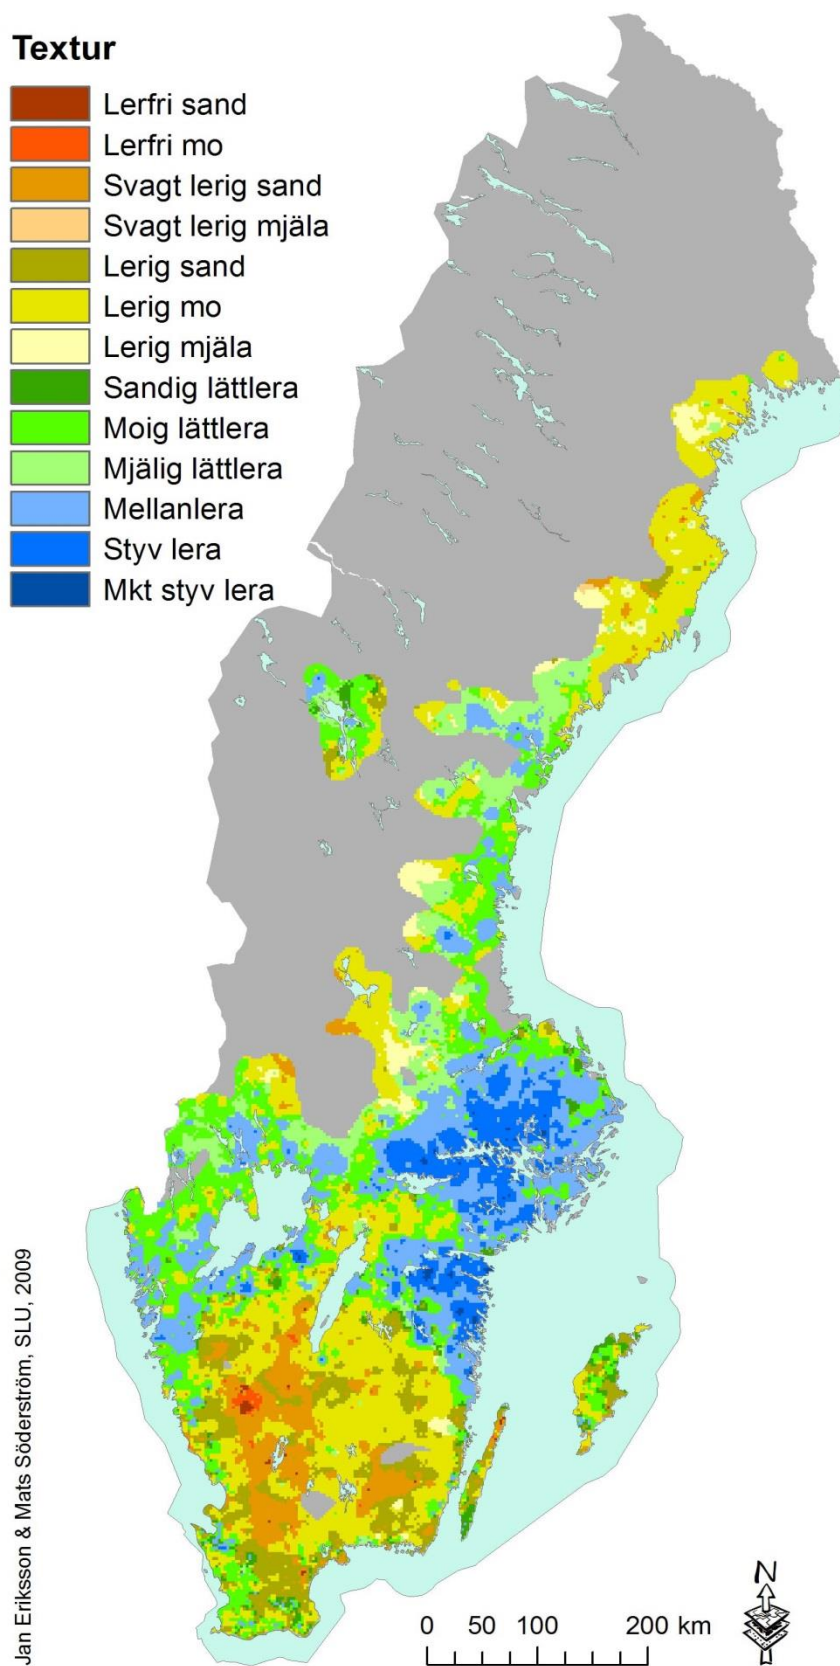 Textur
Lerfri sand
Lerfri mo
Svagt lerig sand
Svagt lerig mjäla
Lerig sand
Lerig mo
Lerig mjäla
Sandig lättlera
Moig lättlera
Mjälig lättlera
Mellanlera
Styv lera
Mkt styv lera
Jan Eriksson & Mats Söderström, SLU, 2009
N
0 50 100 200 km